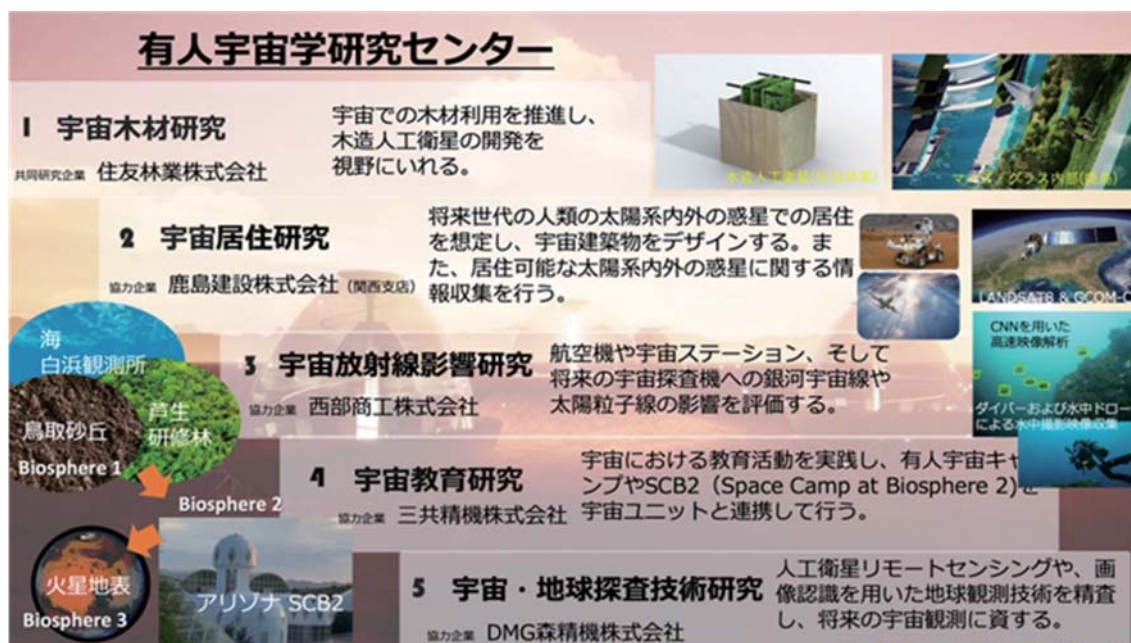 有人宇宙学研究センター
1 宇宙木材研究
共同研究企業 住友林業株式会社
宇宙での木材利用を推進し、
木造人工衛星の開発を
視野にいれる。
木造人工衛星
内部
2 宇宙居住研究
協力企業 鹿島建設株式会社(関西支店)
将来世代の人類の太陽系内外の惑星での居住
を想定し、宇宙建築物をデザインする。ま
た、居住可能な太陽系内外の惑星に関する情
報収集を行う。
LANDSAT8 & GCOM-C
3 宇宙放射線影響研究
協力企業 西部商工株式会社
航空機や宇宙ステーション、そして
将来の宇宙探査機への銀河宇宙線や
太陽粒子線の影響を評価する。
CNNを用いた
高速映像解析
ダイバーおよび水中ドロー
による水中撮影映像収集
海
白浜観測所
芦生
研修林
鳥取砂丘
Biosphere 1
Biosphere 2
4 宇宙教育研究
協力企業 三共精機株式会社
宇宙における教育活動を実践し、有人宇宙キャ
ンプやSCB2(Space Camp at Biosphere 2)を
宇宙ユニットと連携して行う。
火星地表
Biosphere 3
アリゾナ SCB2
5 宇宙・地球探査技術研究
協力企業 DMG森精機株式会社
人工衛星リモートセンシングや、画
像認識を用いた地球観測技術を精査
し、将来の宇宙観測に資する。